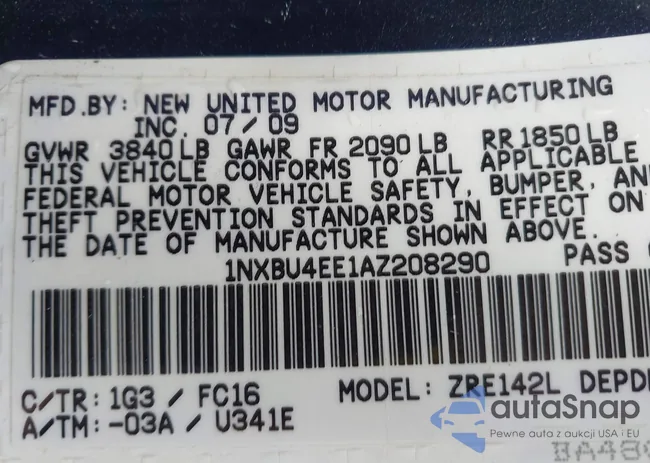 MFD.BY: NEW UNITED MOTOR MANUFACTURING
INC. 07/09
GVWR 3840 LB GAWR FR 2090 LB RR 1850 LB
THIS VEHICLE CONFORMS TO ALL APPLICABLE
FEDERAL MOTOR VEHICLE SAFETY, BUMPER, AN
THEFT PREVENTION STANDARDS IN EFFECT ON
THE DATE OF MANUFACTURE SHOWN ABOVE.
1NXBU4EE1AZ208290 PASS
C/TR: 1G3 / FC16 MODEL: ZRE142L DEPD
A/TM: -03A / U341E
autaSnap
Pewne auta z aukcji USA i EU